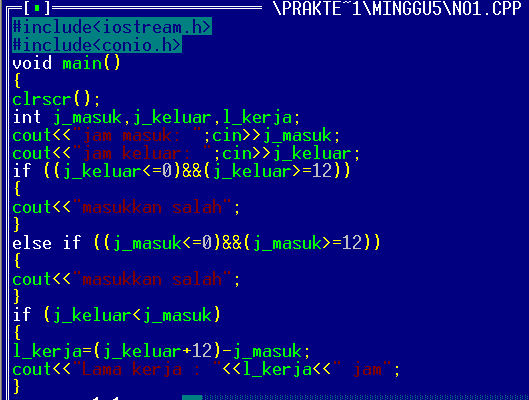 [■] \PRAKTE~1\MINGGU5\NO1.CPP
#include<iostream.h>
#include<conio.h>
void main()
{
clrscr();
int j_masuk,j_keluar,l_kerja;
cout<<"jam masuk: ";cin>>j_masuk;
cout<<"jam keluar: ";cin>>j_keluar;
if ((j_keluar<=0)&&(j_keluar>=12))
{
cout<<"masukkan salah";
}
else if ((j_masuk<=0)&&(j_masuk>=12))
{
cout<<"masukkan salah";
}
if (j_keluar<j_masuk)
{
l_kerja=(j_keluar+12)-j_masuk;
cout<<"Lama kerja : "<<l_kerja<<" jam";
}